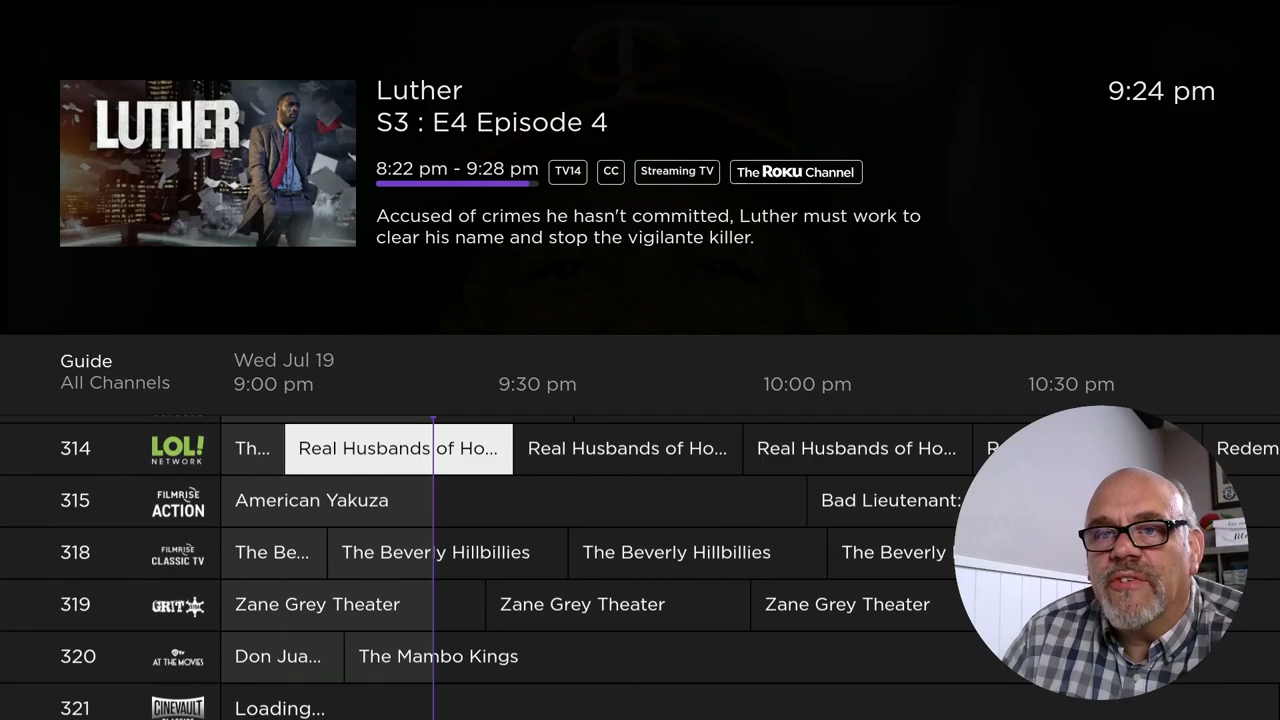 LUTHER
Luther
9:24 pm
S3 : E4 Episode 4
8:22 pm - 9:28 pm TV14 CC Streaming TV The ROKU Channel
Accused of crimes he hasn't committed, Luther must work to
clear his name and stop the vigilante killer.
Guide Wed Jul 19
All Channels 9:00 pm 9:30 pm 10:00 pm 10:30 pm
314 LOL! NETWORK Th... Real Husbands of Ho... Real Husbands of Ho... Real Husbands of Ho... Redem
315 FILMRISE ACTION American Yakuza Bad Lieutenant:
318 FILMRISE CLASSIC TV The Be... The Beverly Hillbillies The Beverly Hillbillies The Beverly
319 GRIT Zane Grey Theater Zane Grey Theater Zane Grey Theater
320 AT THE MOVIES Don Jua... The Mambo Kings
321 CINEVAULT Loading...